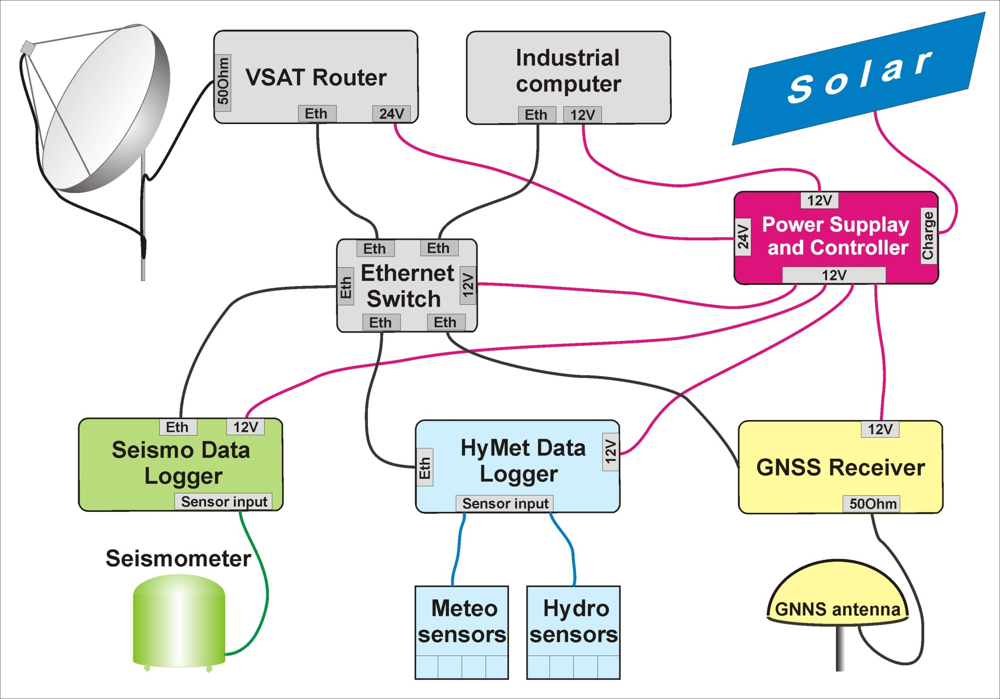 50Ohm
VSAT Router
Eth
24V
Industrial
computer
Eth
12V
Solar
12V
Power Supplay
and Controller
24V
Charge
12V
Eth
Eth
Ethernet
Switch
Eth
12V
Eth
Eth
Eth
12V
Seismo Data
Logger
Sensor input
HyMet Data
Logger
Eth
12V
Sensor input
12V
GNSS Receiver
50Ohm
Seismometer
Meteo
sensors
Hydro
sensors
GNNS antenna